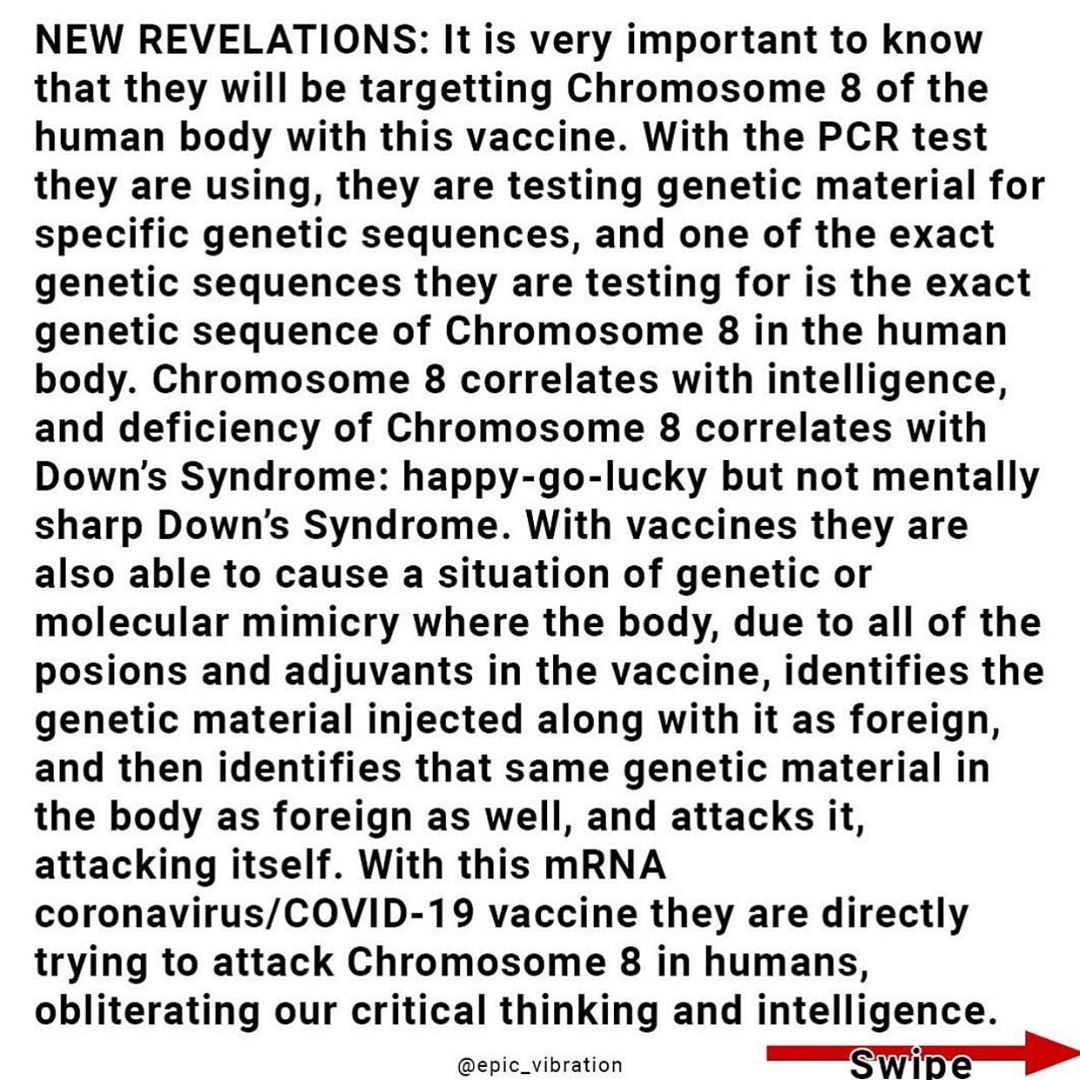 NEW REVELATIONS: It is very important to know
that they will be targetting Chromosome 8 of the
human body with this vaccine. With the PCR test
they are using, they are testing genetic material for
specific genetic sequences, and one of the exact
genetic sequences they are testing for is the exact
genetic sequence of Chromosome 8 in the human
body. Chromosome 8 correlates with intelligence,
and deficiency of Chromosome 8 correlates with
Down’s Syndrome: happy-go-lucky but not mentally
sharp Down’s Syndrome. With vaccines they are
also able to cause a situation of genetic or
molecular mimicry where the body, due to all of the
posions and adjuvants in the vaccine, identifies the
genetic material injected along with it as foreign,
and then identifies that same genetic material in
the body as foreign as well, and attacks it,
attacking itself. With this mRNA
coronavirus/COVID-19 vaccine they are directly
trying to attack Chromosome 8 in humans,
obliterating our critical thinking and intelligence.
@epic_vibration
Swipe